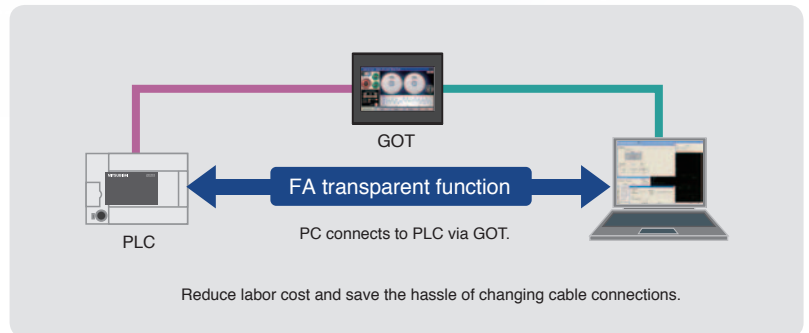 GOT
FA transparent function
PC connects to PLC via GOT.
PLC
Reduce labor cost and save the hassle of changing cable connections.